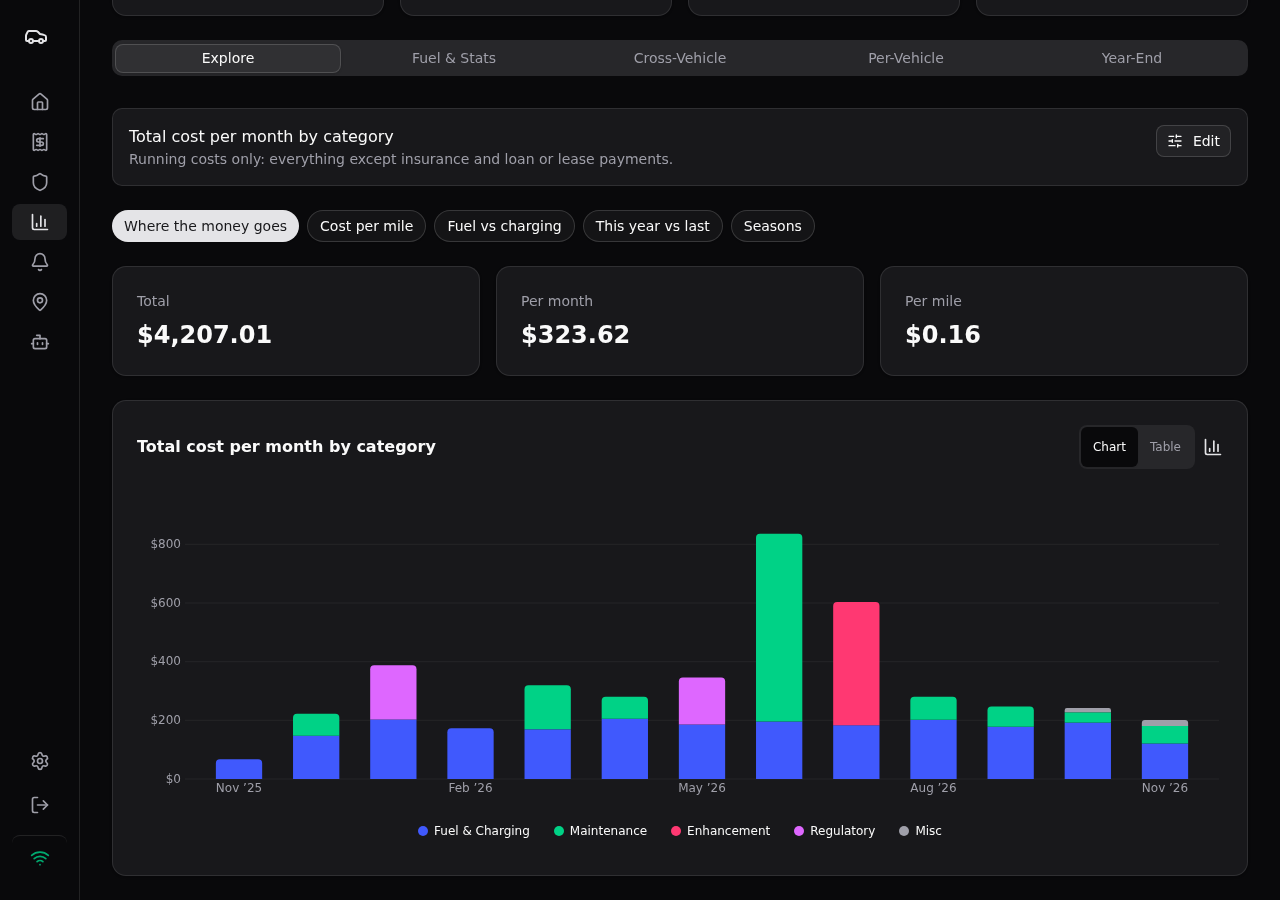 Explore
Fuel & Stats
Cross-Vehicle
Per-Vehicle
Year-End
Total cost per month by category
Running costs only: everything except insurance and loan or lease payments.
Edit
Where the money goes
Cost per mile
Fuel vs charging
This year vs last
Seasons
Total
$4,207.01
Per month
$323.62
Per mile
$0.16
Total cost per month by category
Chart
Table
$800
$600
$400
$200
$0
Nov ’25
Feb ’26
May ’26
Aug ’26
Nov ’26
Fuel & Charging
Maintenance
Enhancement
Regulatory
Misc